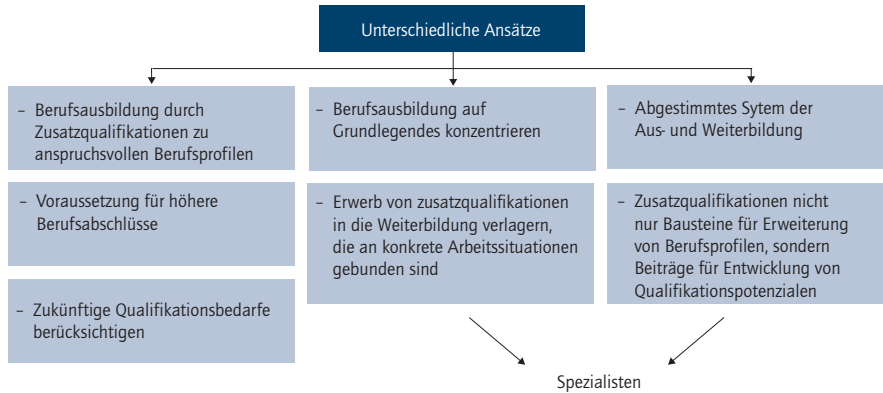 Unterschiedliche Ansätze
– Berufsausbildung durch
Zusatzqualifikationen zu
anspruchsvollen Berufsprofilen
– Voraussetzung für höhere
Berufsabschlüsse
– Zukünftige Qualifikationsbedarfe
berücksichtigen
– Berufsausbildung auf
Grundlegendes konzentrieren
– Erwerb von zusatzqualifikationen
in die Weiterbildung verlagern,
die an konkrete Arbeitssituationen
gebunden sind
– Abgestimmtes Sytem der
Aus- und Weiterbildung
– Zusatzqualifikationen nicht
nur Bausteine für Erweiterung
von Berufsprofilen, sondern
Beiträge für Entwicklung von
Qualifikationspotenzialen
Spezialisten